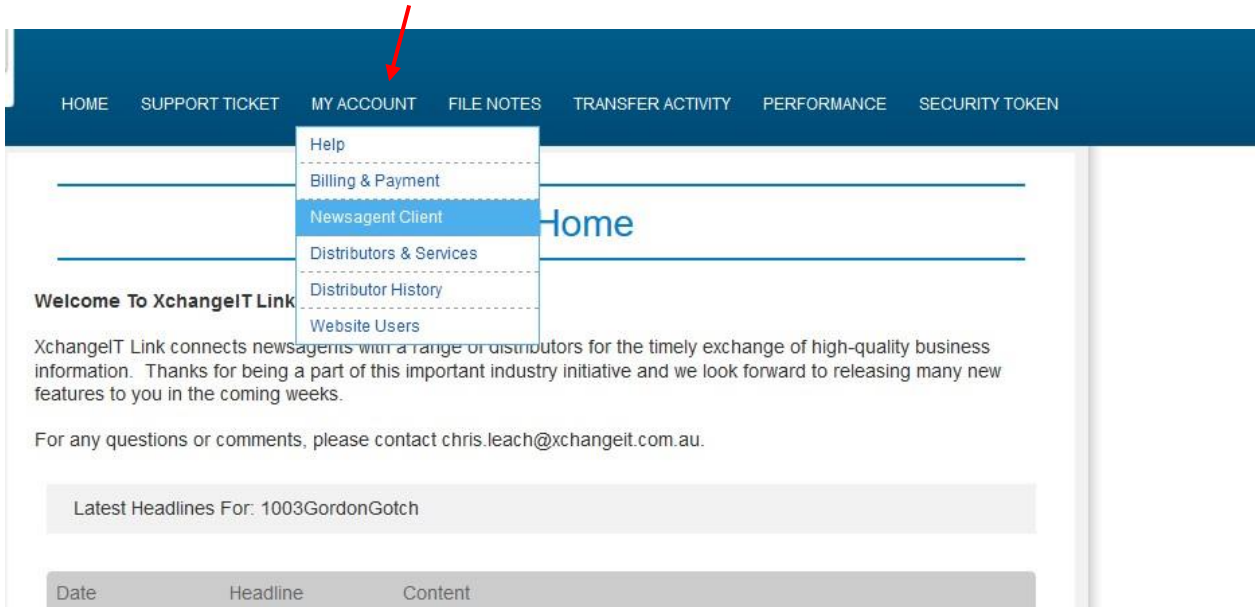 HOME SUPPORT TICKET MY ACCOUNT FILE NOTES TRANSFER ACTIVITY PERFORMANCE SECURITY TOKEN
Help
Billing & Payment
Newsagent Client
Distributors & Services
Distributor History
Website Users
Home
Welcome To XchangeIT Link
XchangeIT Link connects newsagents with a range of distributors for the timely exchange of high-quality business
information. Thanks for being a part of this important industry initiative and we look forward to releasing many new
features to you in the coming weeks.
For any questions or comments, please contact chris.leach@xchangeit.com.au.
Latest Headlines For: 1003GordonGotch
Date Headline Content